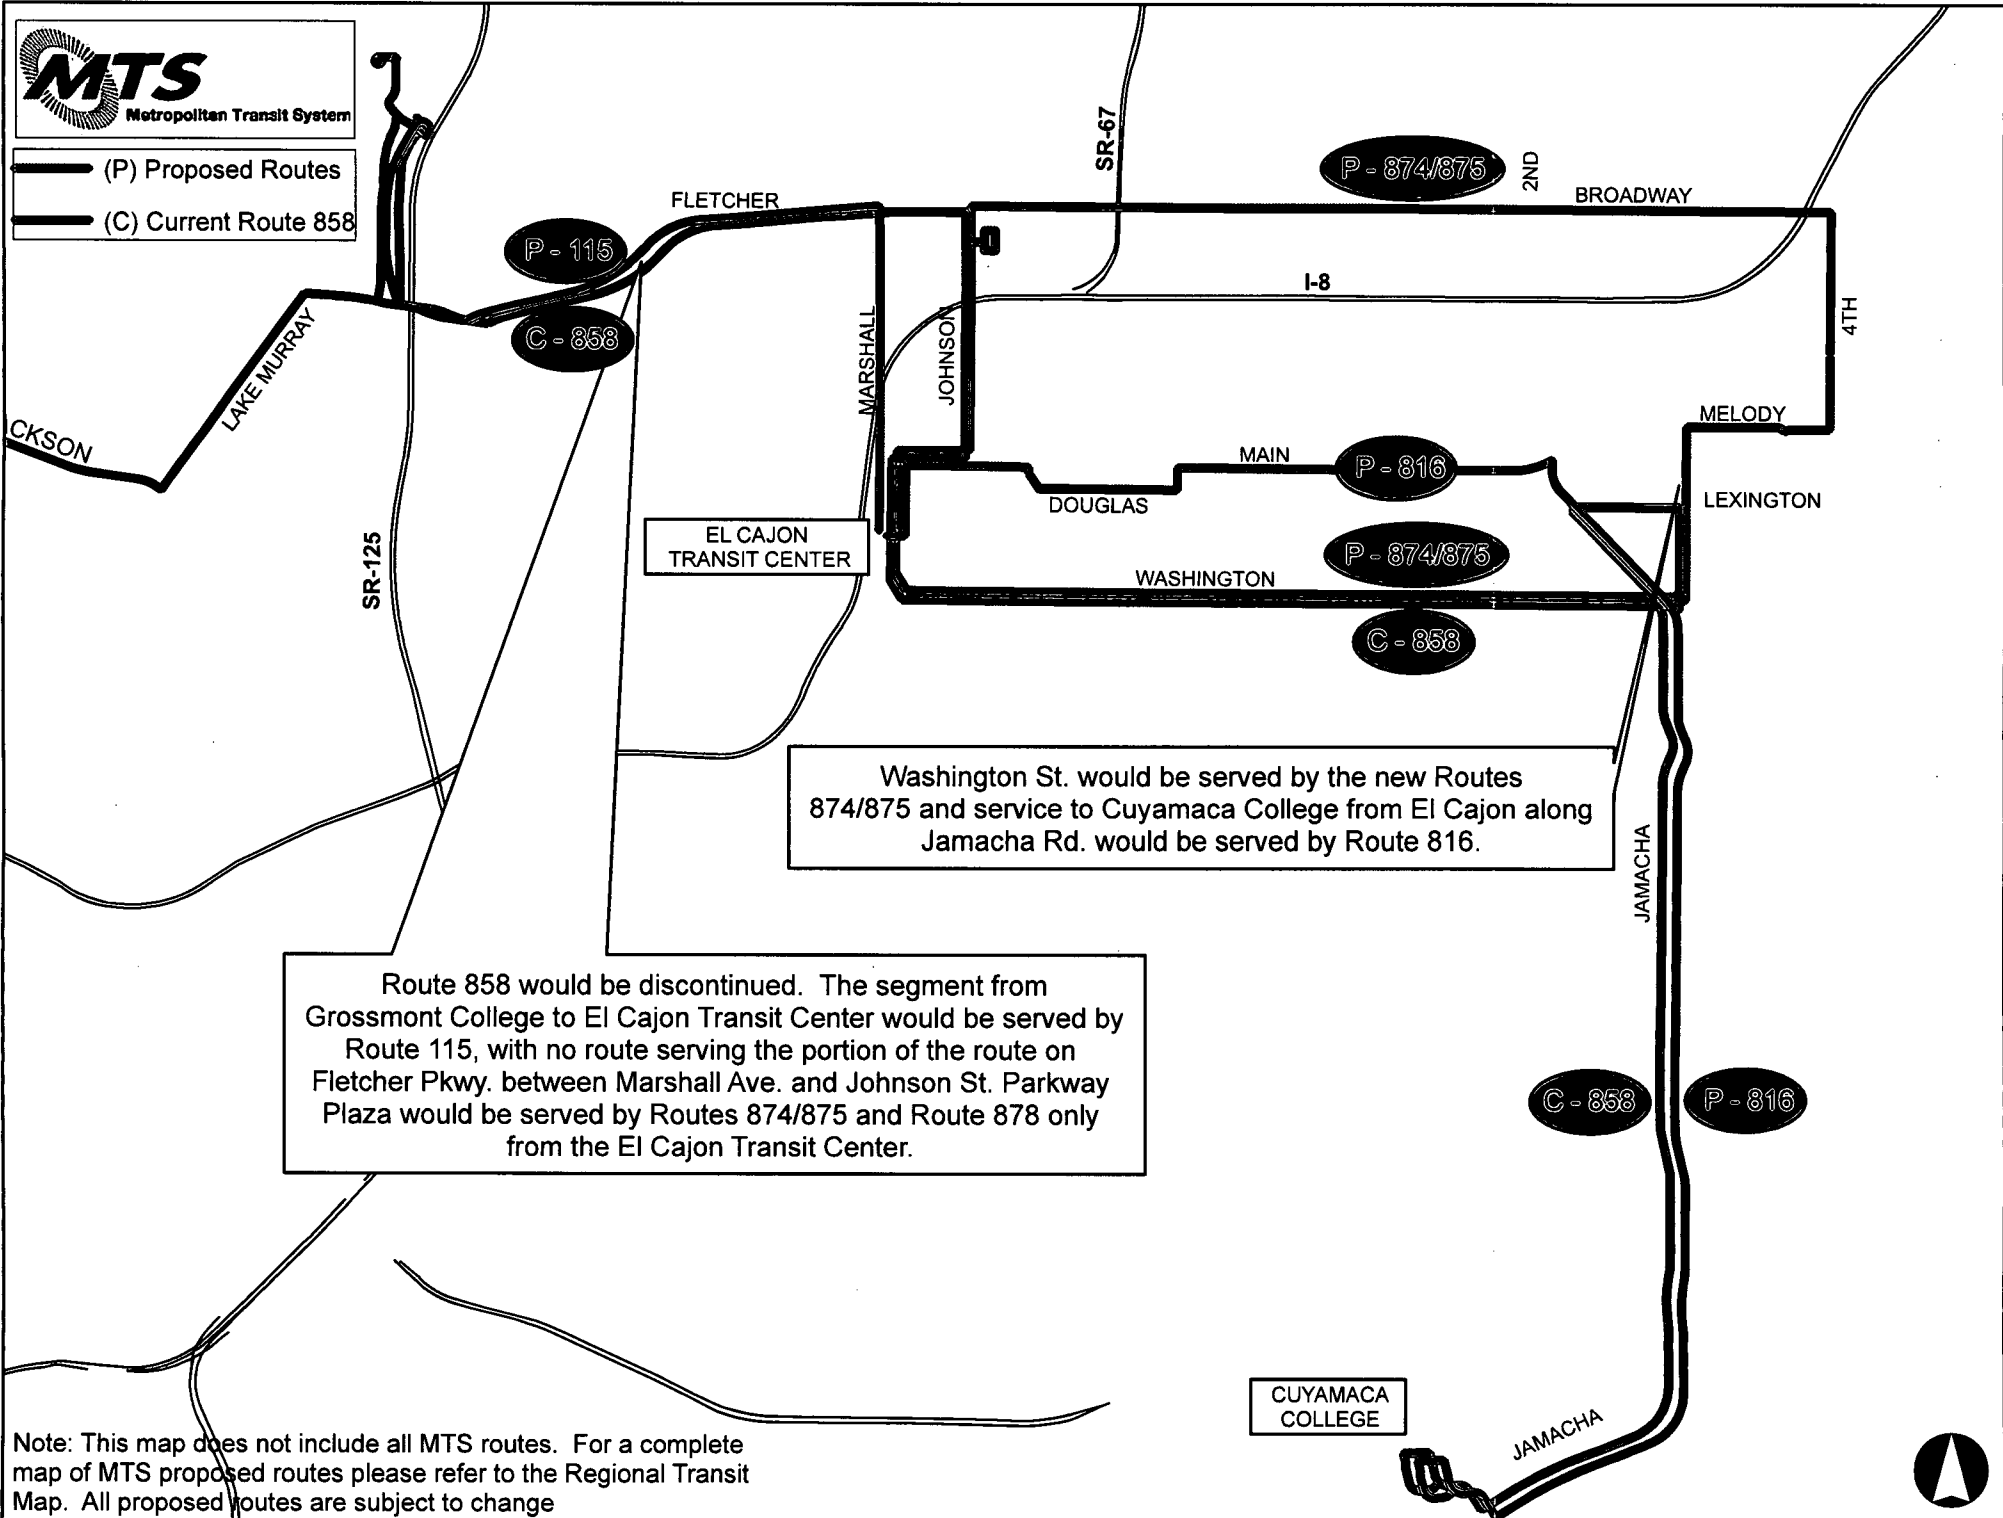 MTS
Metropolitan Transit System
(P) Proposed Routes
(C) Current Route 858
P - 115
C - 858
FLETCHER
SR-67
P - 874/875
2ND
BROADWAY
I-8
4TH
MARSHALL
JOHNSON
LAKE MURRAY
CKSON
SR-125
MELODY
MAIN
P - 816
DOUGLAS
LEXINGTON
EL CAJON
TRANSIT CENTER
P - 874/875
WASHINGTON
C - 858
Washington St. would be served by the new Routes
874/875 and service to Cuyamaca College from El Cajon along
Jamacha Rd. would be served by Route 816.
JAMACHA
Route 858 would be discontinued. The segment from
Grossmont College to El Cajon Transit Center would be served by
Route 115, with no route serving the portion of the route on
Fletcher Pkwy. between Marshall Ave. and Johnson St. Parkway
Plaza would be served by Routes 874/875 and Route 878 only
from the El Cajon Transit Center.
C - 858
P - 816
CUYAMACA
COLLEGE
JAMACHA
Note: This map does not include all MTS routes. For a complete
map of MTS proposed routes please refer to the Regional Transit
Map. All proposed routes are subject to change